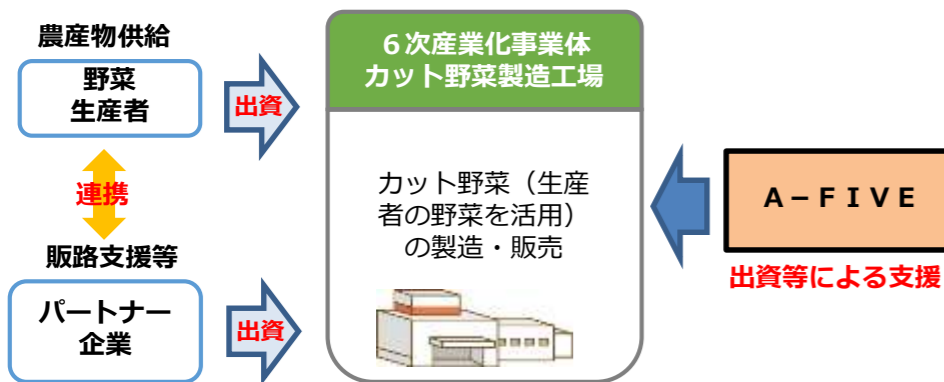 農産物供給
野菜
生産者
出資
連携
販路支援等
パートナー
企業
出資
６次産業化事業体
カット野菜製造工場
カット野菜（生産
者の野菜を活用）
の製造・販売
Ａ－ＦＩＶＥ
出資等による支援